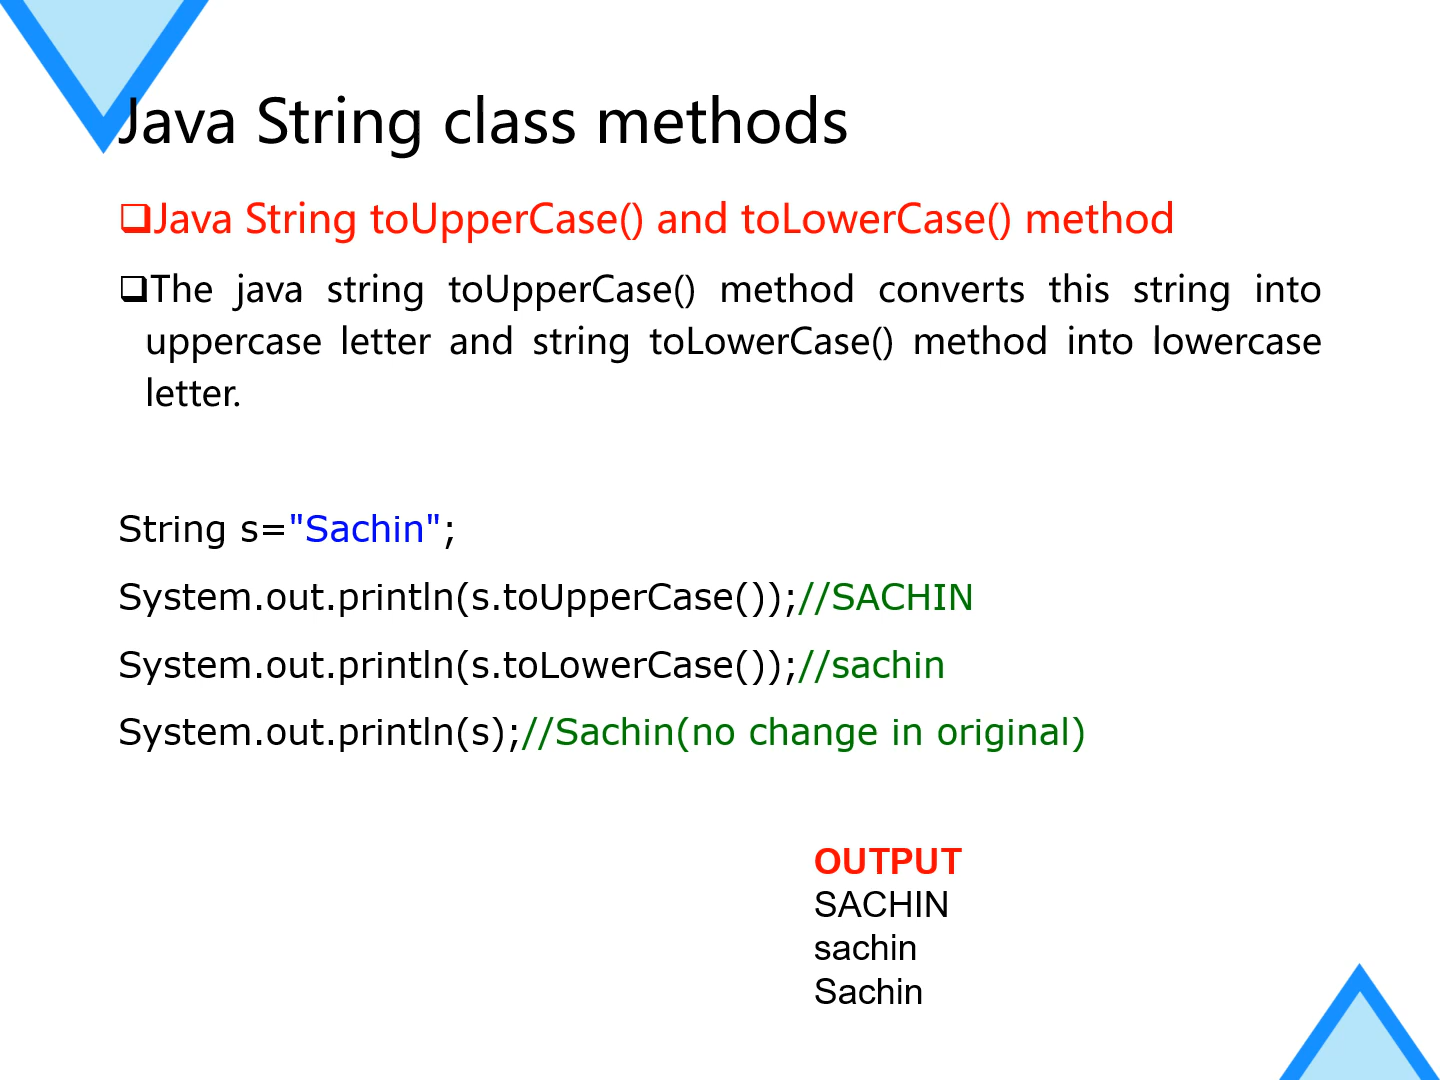 Java String class methods
❑Java String toUpperCase() and toLowerCase() method
❑The java string toUpperCase() method converts this string into
uppercase letter and string toLowerCase() method into lowercase
letter.
String s="Sachin";
System.out.println(s.toUpperCase());//SACHIN
System.out.println(s.toLowerCase());//sachin
System.out.println(s);//Sachin(no change in original)
OUTPUT
SACHIN
sachin
Sachin